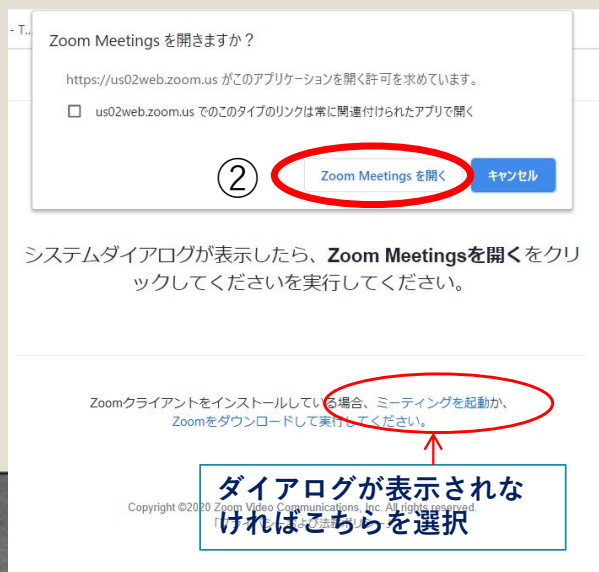 - T...
Zoom Meetings を開きますか？
https://us02web.zoom.us がこのアプリケーションを開く許可を求めています。
us02web.zoom.us でのこのタイプのリンクは常に関連付けられたアプリで開く
② Zoom Meetings を開く キャンセル
システムダイアログが表示したら、Zoom Meetingsを開くをクリ
ックしてくださいを実行してください。
Zoomクライアントをインストールしている場合、ミーティングを起動か、
Zoomをダウンロードして実行してください。
ダイアログが表示されな
ければこちらを選択
Copyright ©2020 Zoom Video Communications, Inc. All rights reserved.